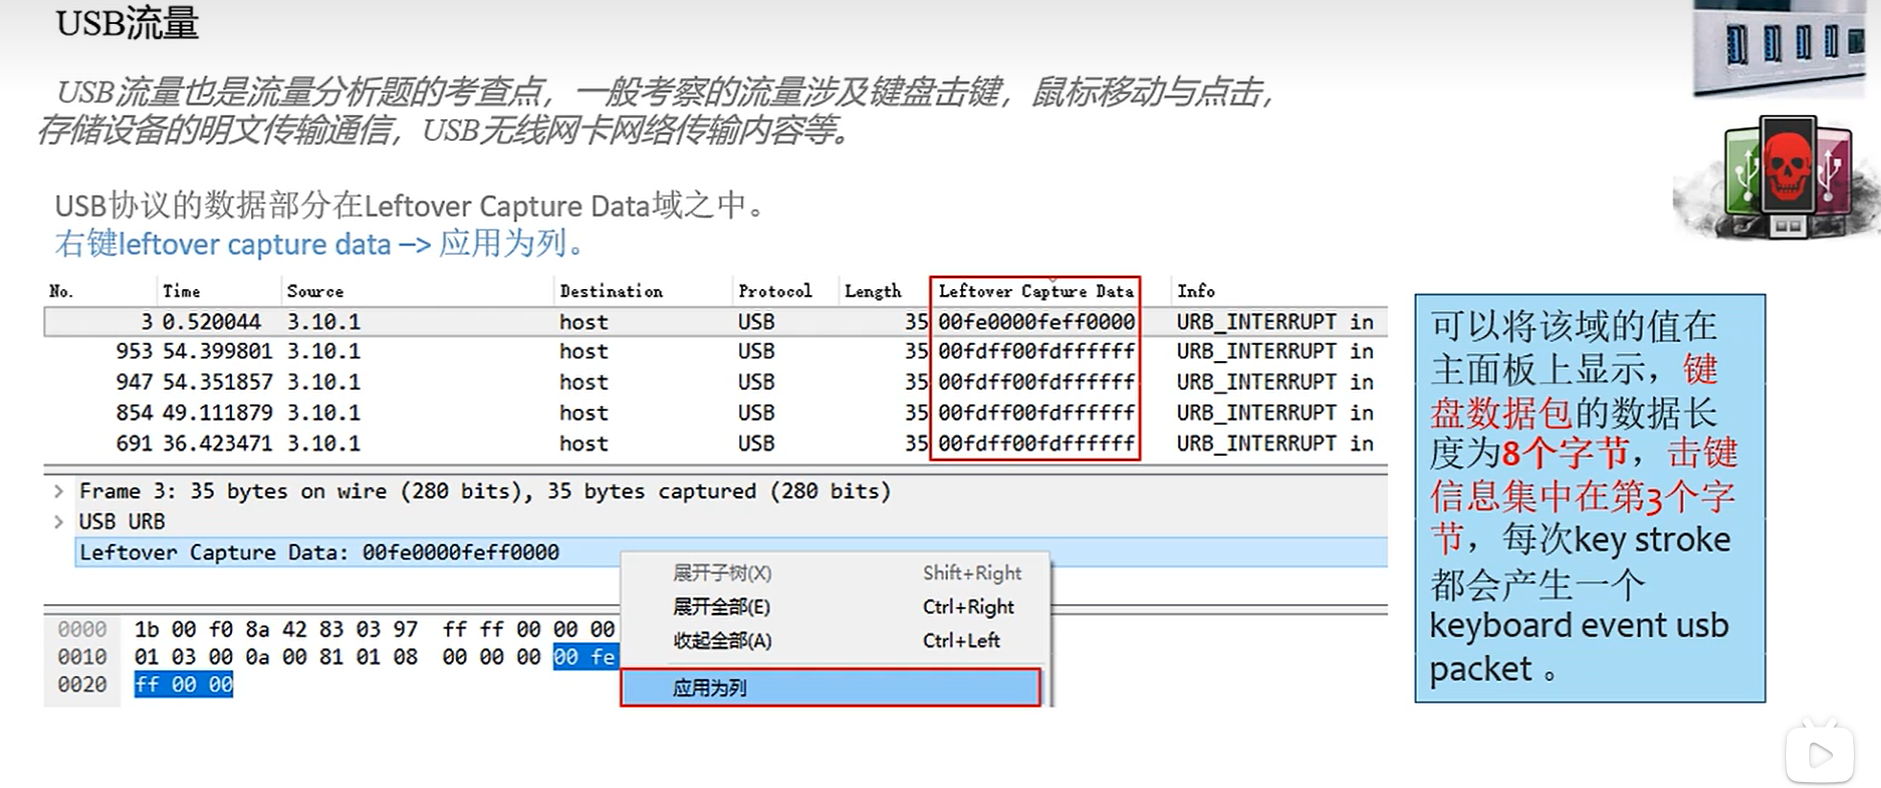 USB流量
USB流量也是流量分析题的考查点，一般考察的流量涉及键盘击键，鼠标移动与点击，
存储设备的明文传输通信，USB无线网卡网络传输内容等。
USB协议的数据部分在Leftover Capture Data域之中。
右键leftover capture data –> 应用为列。
No. Time Source Destination Protocol Length Leftover Capture Data Info
3 0.520044 3.10.1 host USB 35 00fe0000feff0000 URB_INTERRUPT in
953 54.399801 3.10.1 host USB 35 00fdff00fdffffff URB_INTERRUPT in
947 54.351857 3.10.1 host USB 35 00fdff00fdffffff URB_INTERRUPT in
854 49.111879 3.10.1 host USB 35 00fdff00fdffffff URB_INTERRUPT in
691 36.423471 3.10.1 host USB 35 00fdff00fdffffff URB_INTERRUPT in
Frame 3: 35 bytes on wire (280 bits), 35 bytes captured (280 bits)
USB URB
Leftover Capture Data: 00fe0000feff0000
展开子树(X) Shift+Right
展开全部(E) Ctrl+Right
收起全部(A) Ctrl+Left
应用为列
0000 1b 00 f0 8a 42 83 03 97 ff ff 00 00 00
0010 01 03 00 0a 00 81 01 08 00 00 00 00 fe
0020 ff 00 00
可以将该域的值在
主面板上显示，键
盘数据包的数据长
度为8个字节，击键
信息集中在第3个字
节，每次key stroke
都会产生一个
keyboard event usb
packet 。